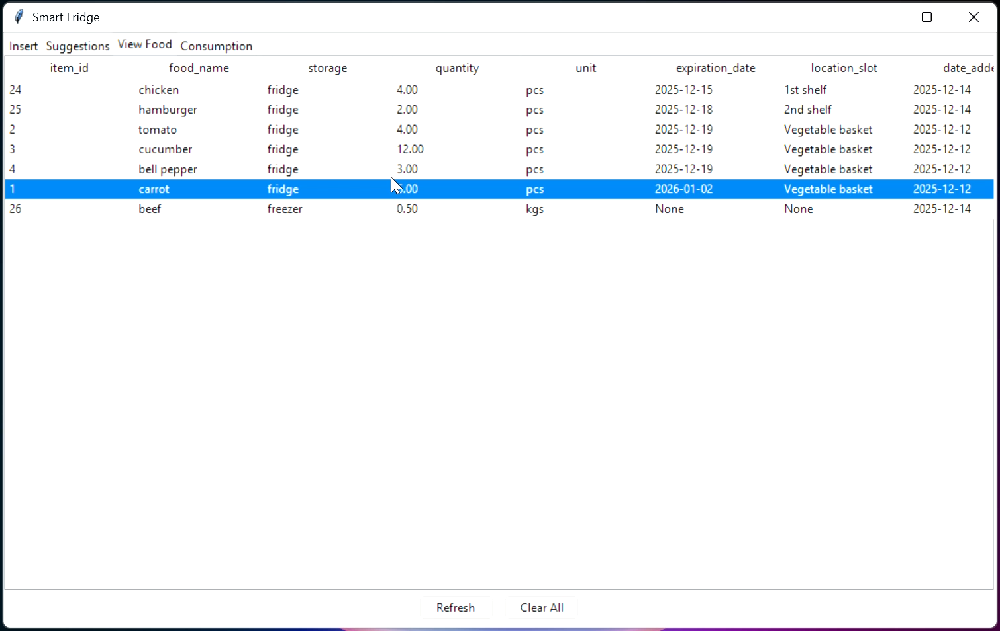 Smart Fridge
Insert Suggestions View Food Consumption
item_id food_name storage quantity unit expiration_date location_slot date_adde
24 chicken fridge 4.00 pcs 2025-12-15 1st shelf 2025-12-14
25 hamburger fridge 2.00 pcs 2025-12-18 2nd shelf 2025-12-14
2 tomato fridge 4.00 pcs 2025-12-19 Vegetable basket 2025-12-12
3 cucumber fridge 12.00 pcs 2025-12-19 Vegetable basket 2025-12-12
4 bell pepper fridge 3.00 pcs 2025-12-19 Vegetable basket 2025-12-12
1 carrot fridge .00 pcs 2026-01-02 Vegetable basket 2025-12-12
26 beef freezer 0.50 kgs None None 2025-12-14
Refresh Clear All